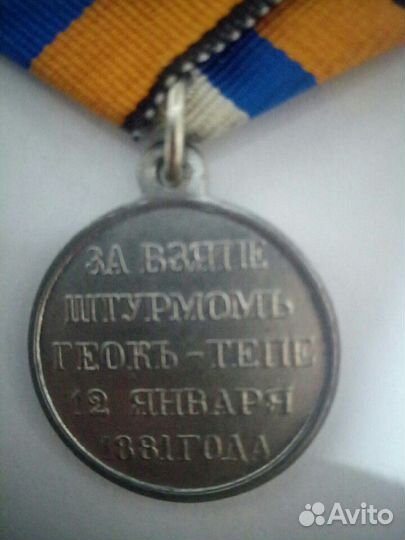 ЗА ВЗЯТІЕ
ШТУРМОМЪ
ГЕОКЪ-ТЕПЕ
12 ЯНВАРЯ
1881 ГОДА
Avito